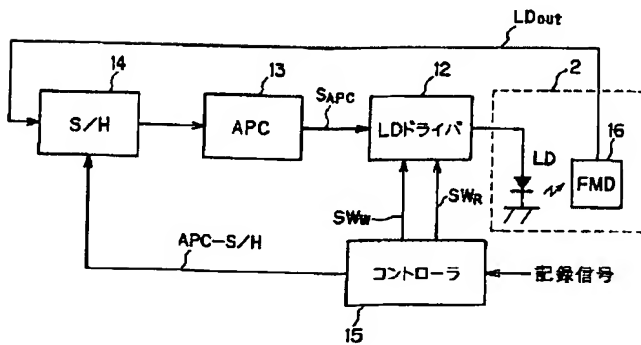 LDout
14
13
12
2
S/H
APC
SAPC
LDドライバ
16
LD
FMD
SWW
SWR
APC-S/H
コントローラ
記録信号
15